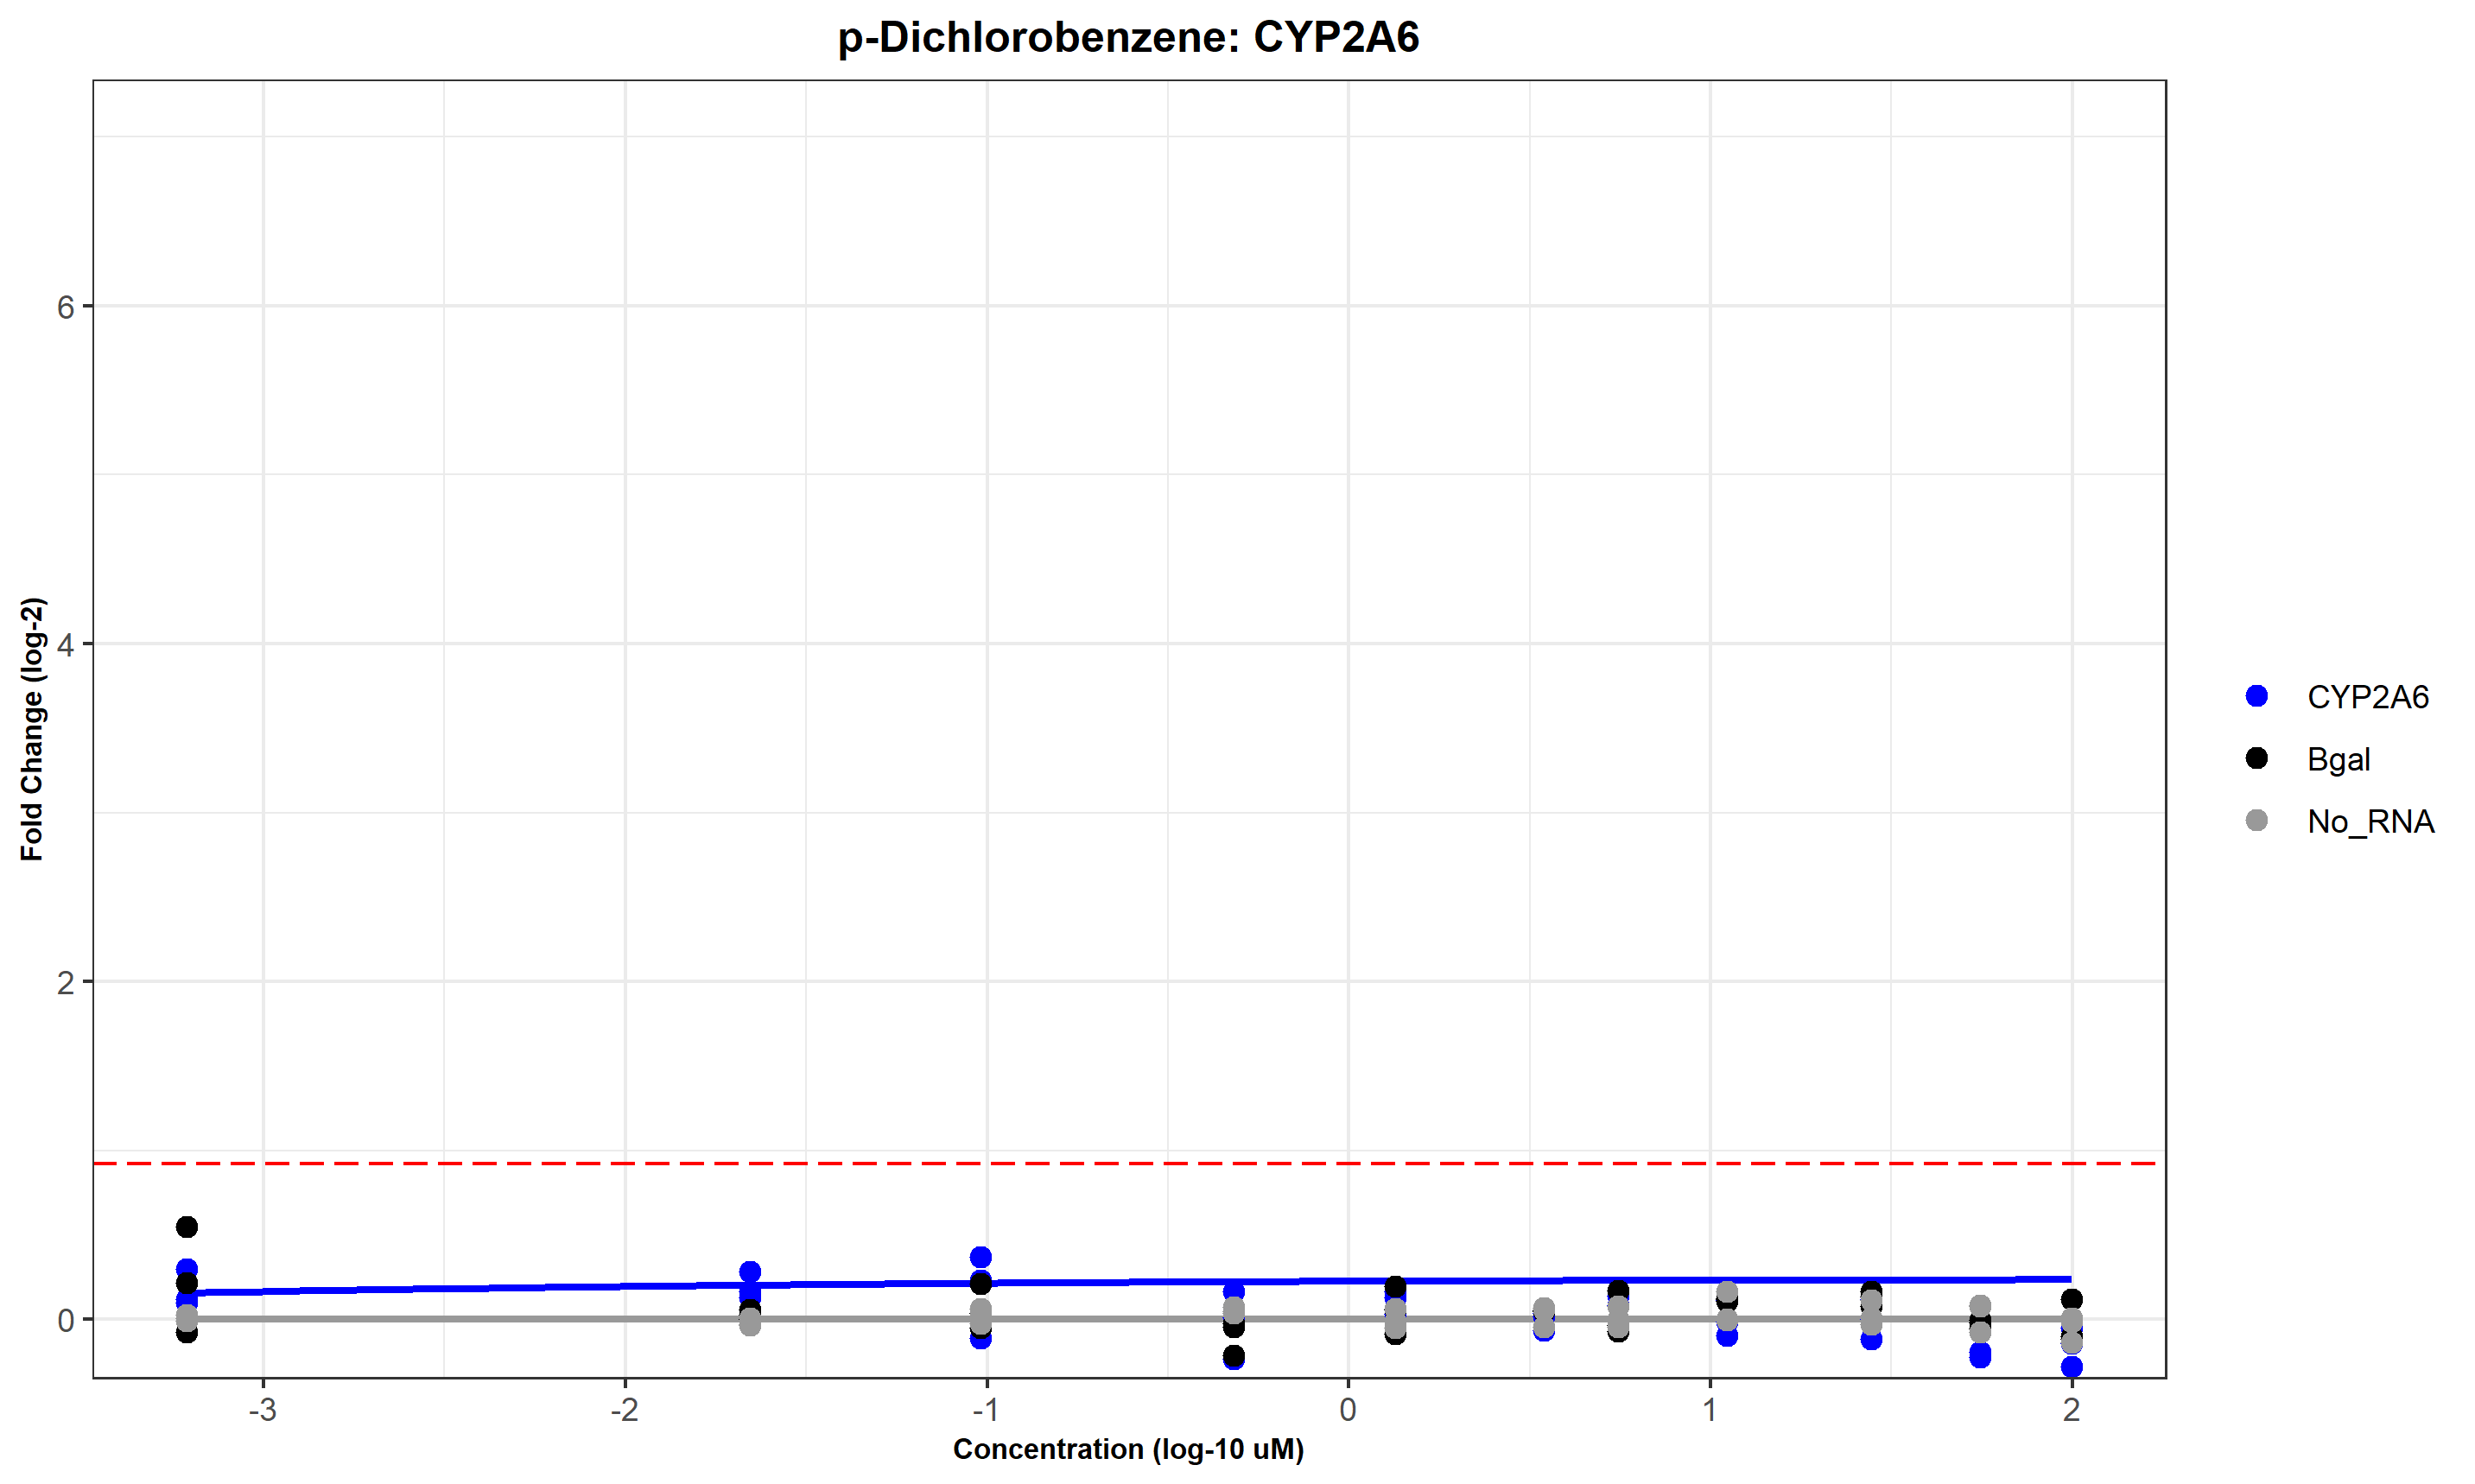 p-Dichlorobenzene: CYP2A6
Fold Change (log-2)
6
4
2
0
-3
-2
-1
0
1
2
Concentration (log-10 uM)
CYP2A6
Bgal
No_RNA